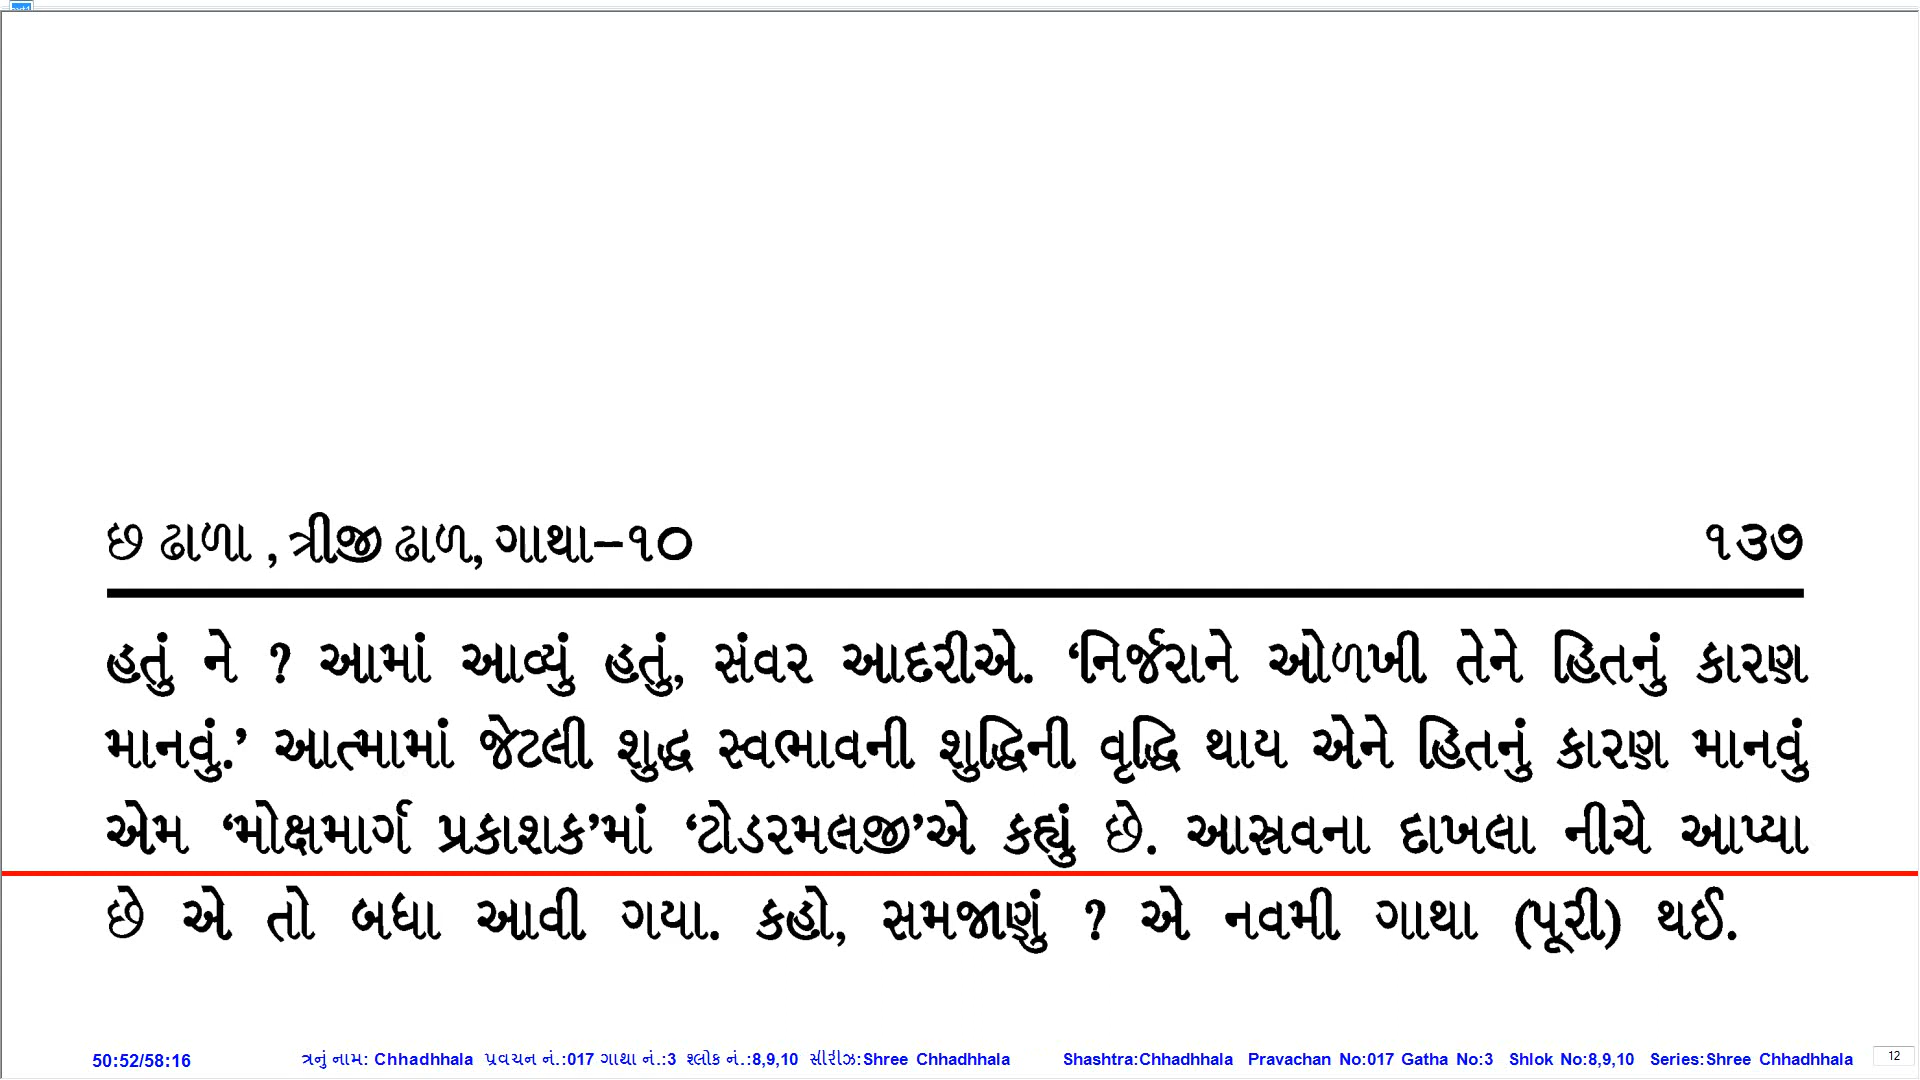 છ ઢાળા , ત્રીજી ઢાળ, ગાથા–૧૦ ૧૩૭
હતું ને ? આમાં આવ્યું હતું, સંવર આદરીએ. ‘નિર્જરાને ઓળખી તેને હિતનું કારણ
માનવું.’ આત્મામાં જેટલી શુદ્ધ સ્વભાવની શુદ્ધિની વૃદ્ધિ થાય એને હિતનું કારણ માનવું
એમ ‘મોક્ષમાર્ગ પ્રકાશક’માં ‘ટોડરમલજી’એ કહ્યું છે. આસ્રવના દાખલા નીચે આપ્યા
છે એ તો બધા આવી ગયા. કહો, સમજાણું ? એ નવમી ગાથા (પૂરી) થઈ.
50:52/58:16 ત્રનું નામ: Chhadhhala પ્રવચન નં.:017 ગાથા નં.:3 શ્લોક નં.:8,9,10 સીરીઝ:Shree Chhadhhala Shashtra:Chhadhhala Pravachan No:017 Gatha No:3 Shlok No:8,9,10 Series:Shree Chhadhhala 12